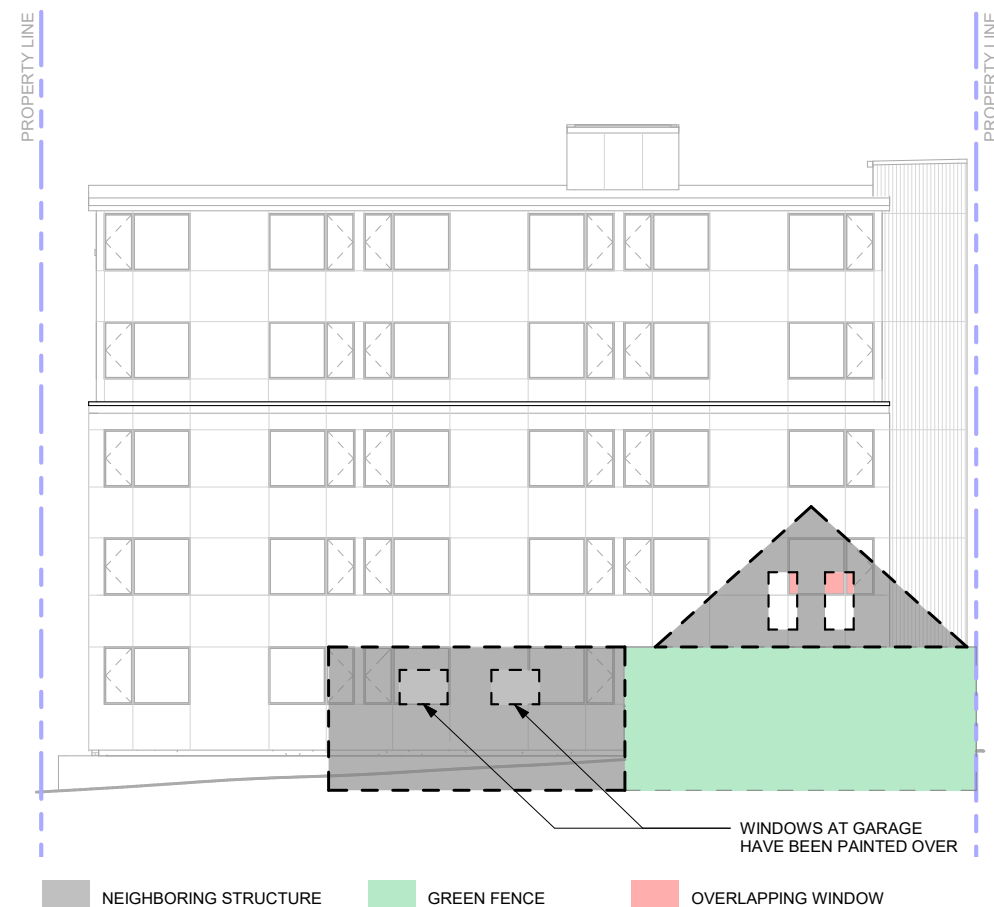 PROPERTY LINE
PROPERTY LINE
WINDOWS AT GARAGE
HAVE BEEN PAINTED OVER
NEIGHBORING STRUCTURE
GREEN FENCE
OVERLAPPING WINDOW